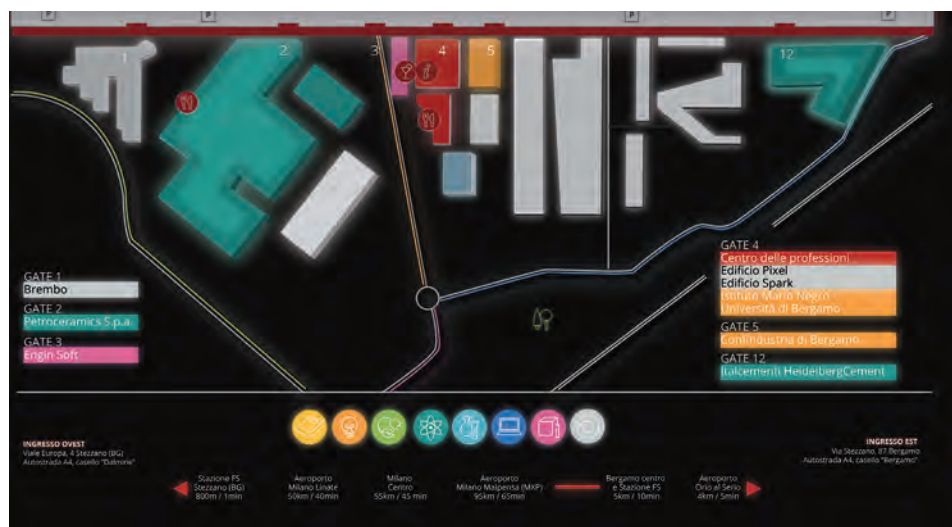 P
P
P
P
1
2
3
4
5
12
GATE 1
Brembo
GATE 2
Petroceramics S.p.a.
GATE 3
Engin Soft
GATE 4
Centro delle professioni
Edificio Pixel
Edificio Spark
Istituto Mario Negro
Università di Bergamo
GATE 5
Confindustria di Bergamo
GATE 12
Italcementi HeidelbergCement
INGRESSO OVEST
Viale Europa, 4 Stezzano (BG)
Autostrada A4, casello "Dalmine"
INGRESSO EST
Via Stezzano, 87 Bergamo
Autostrada A4, casello "Bergamo"
Stazione FS
Stezzano (BG)
800m / 1min
Aeroporto
Milano Linate
50km / 40min
Milano
Centro
55km / 45 min
Aeroporto
Milano Malpensa (MXP)
95km / 65min
Bergamo centro
e Stazione FS
5km / 10min
Aeroporto
Orio al Serio
4km / 5min